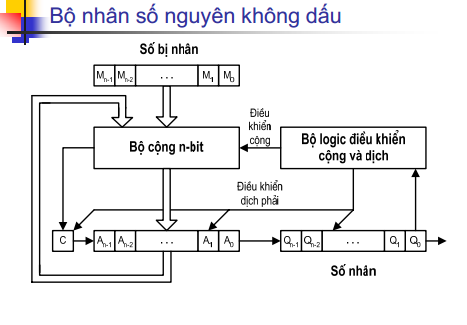 Bộ nhân số nguyên không dấu
Số bị nhân
Mn-1 Mn-2 ... M1 M0
Điều
khiển
cộng
Bộ cộng n-bit
Bộ logic điều khiển
cộng và dịch
Điều khiển
dịch phải
C An-1 An-2 ... A1 A0 Qn-1 Qn-2 ... Q1 Q0
Số nhân